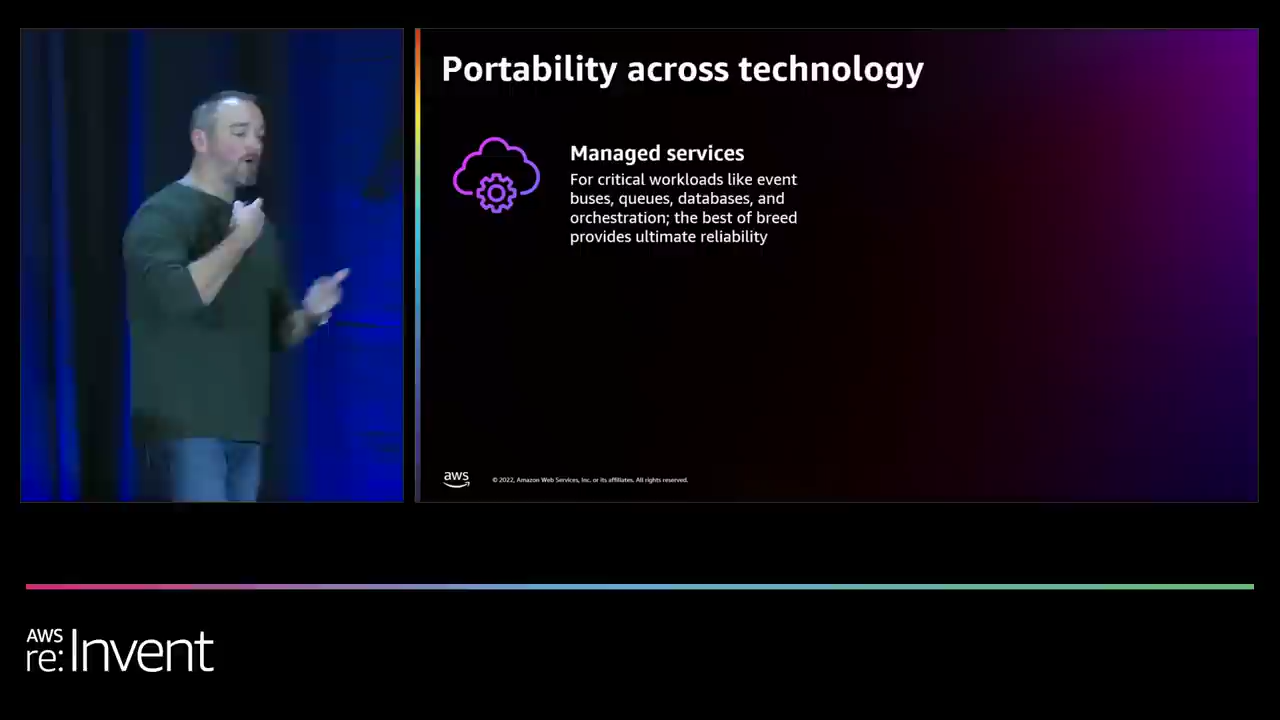 Portability across technology
Managed services
For critical workloads like event
buses, queues, databases, and
orchestration; the best of breed
provides ultimate reliability
aws
© 2022, Amazon Web Services, Inc. or its affiliates. All rights reserved.
AWS
re:Invent